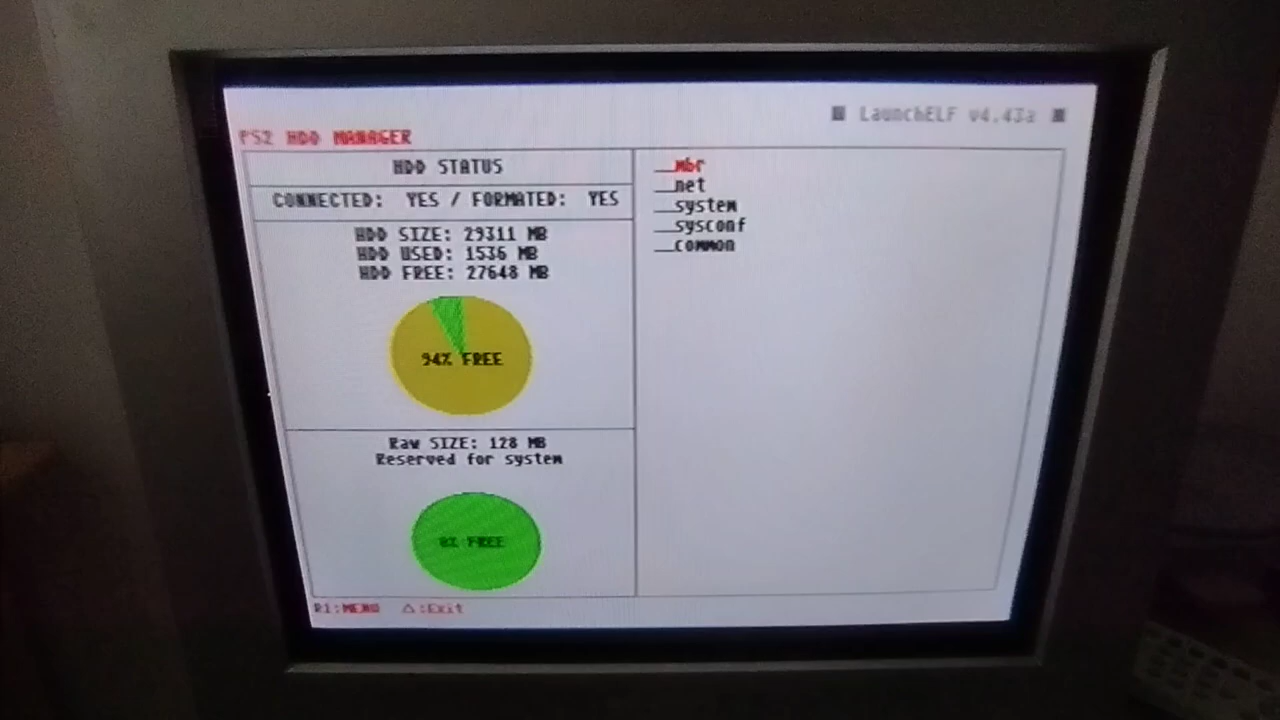 ■ LaunchELF v4.43a ■
PS2 HDD MANAGER
HDD STATUS
CONNECTED: YES / FORMATED: YES
HDD SIZE: 29311 MB
HDD USED: 1536 MB
HDD FREE: 27648 MB
94% FREE
Raw SIZE: 128 MB
Reserved for system
0% FREE
__mbr
__net
__system
__sysconf
__common
R1:MENU △:Exit